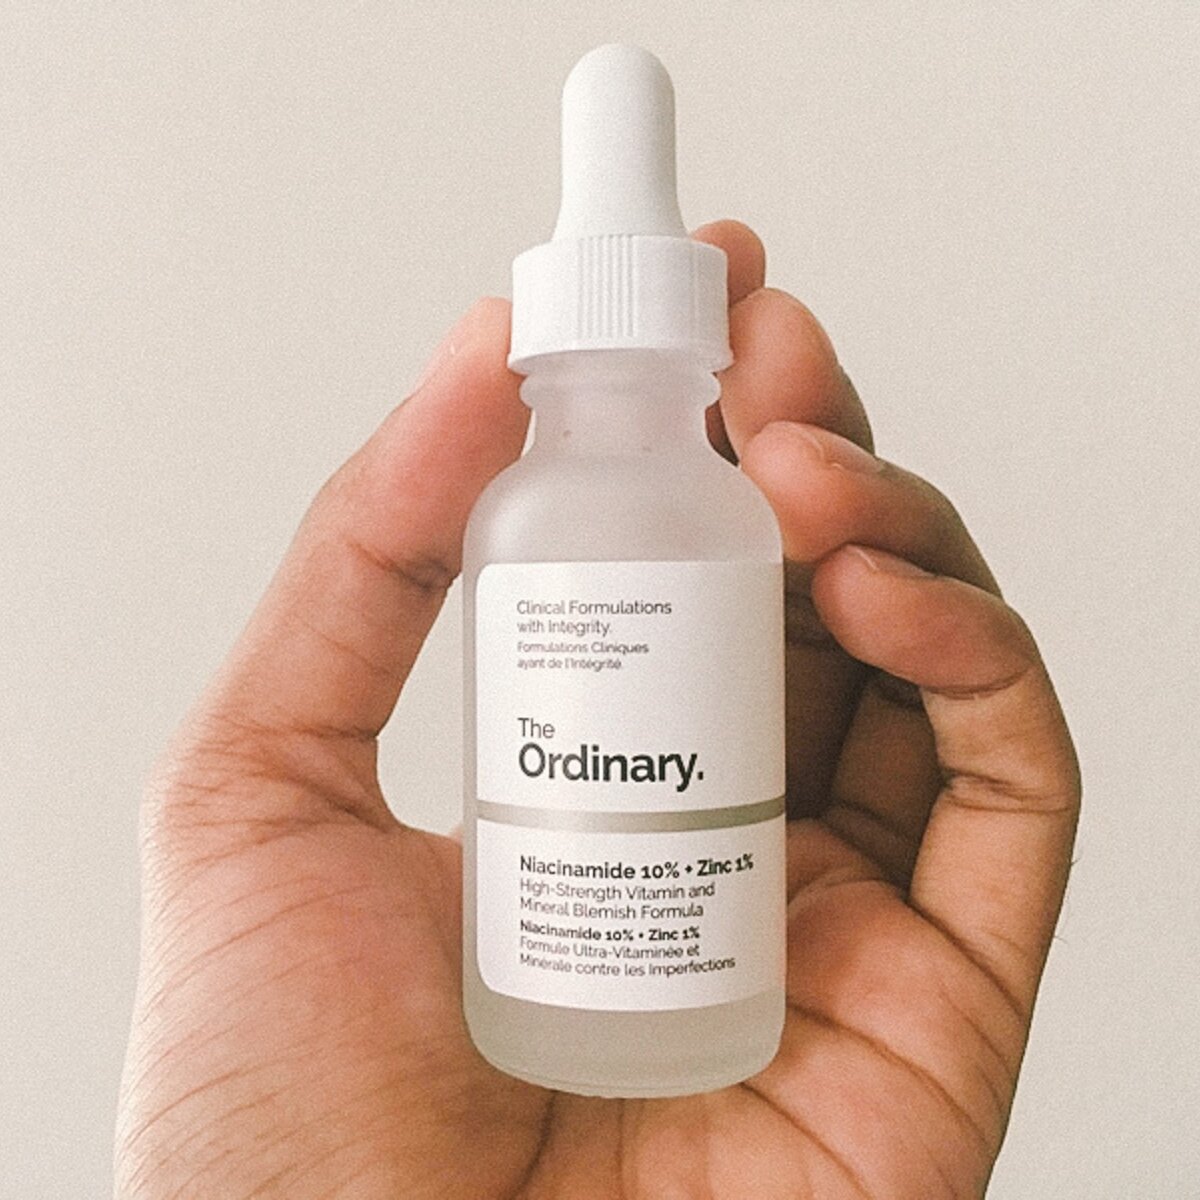 Clinical Formulations
with Integrity.
Formulations Cliniques
ayant de l'Intégrité.
The
Ordinary.
Niacinamide 10% + Zinc 1%
High-Strength Vitamin and
Mineral Blemish Formula
Niacinamide 10% + Zinc 1%
Formule Ultra-Vitaminée et
Minérale contre les Imperfections